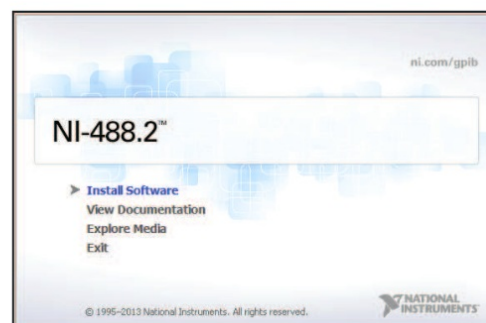 ni.com/gpib
NI-488.2™
Install Software
View Documentation
Explore Media
Exit
© 1995–2013 National Instruments. All rights reserved.
NATIONAL
INSTRUMENTS